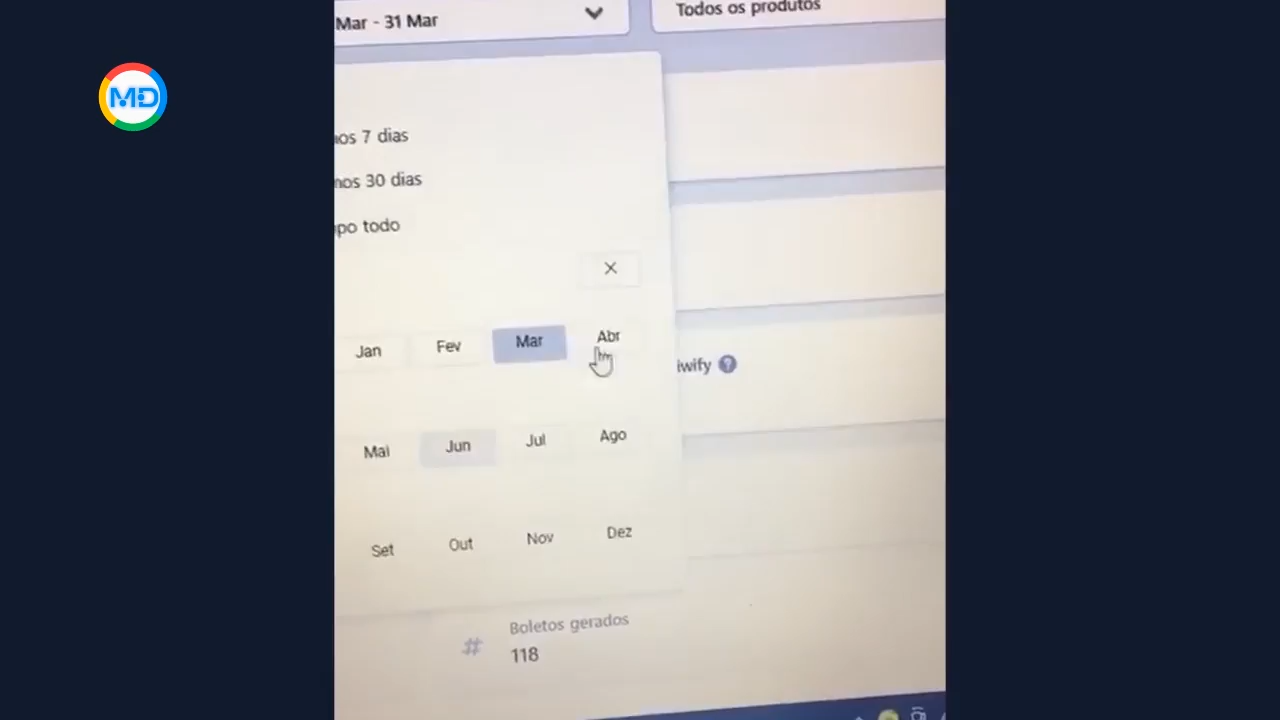 Mar - 31 Mar
Todos os produtos
MD
nos 7 dias
nos 30 dias
po todo
Jan Fev Mar Abr
iwify
Mai Jun Jul Ago
Set Out Nov Dez
Boletos gerados
# 118